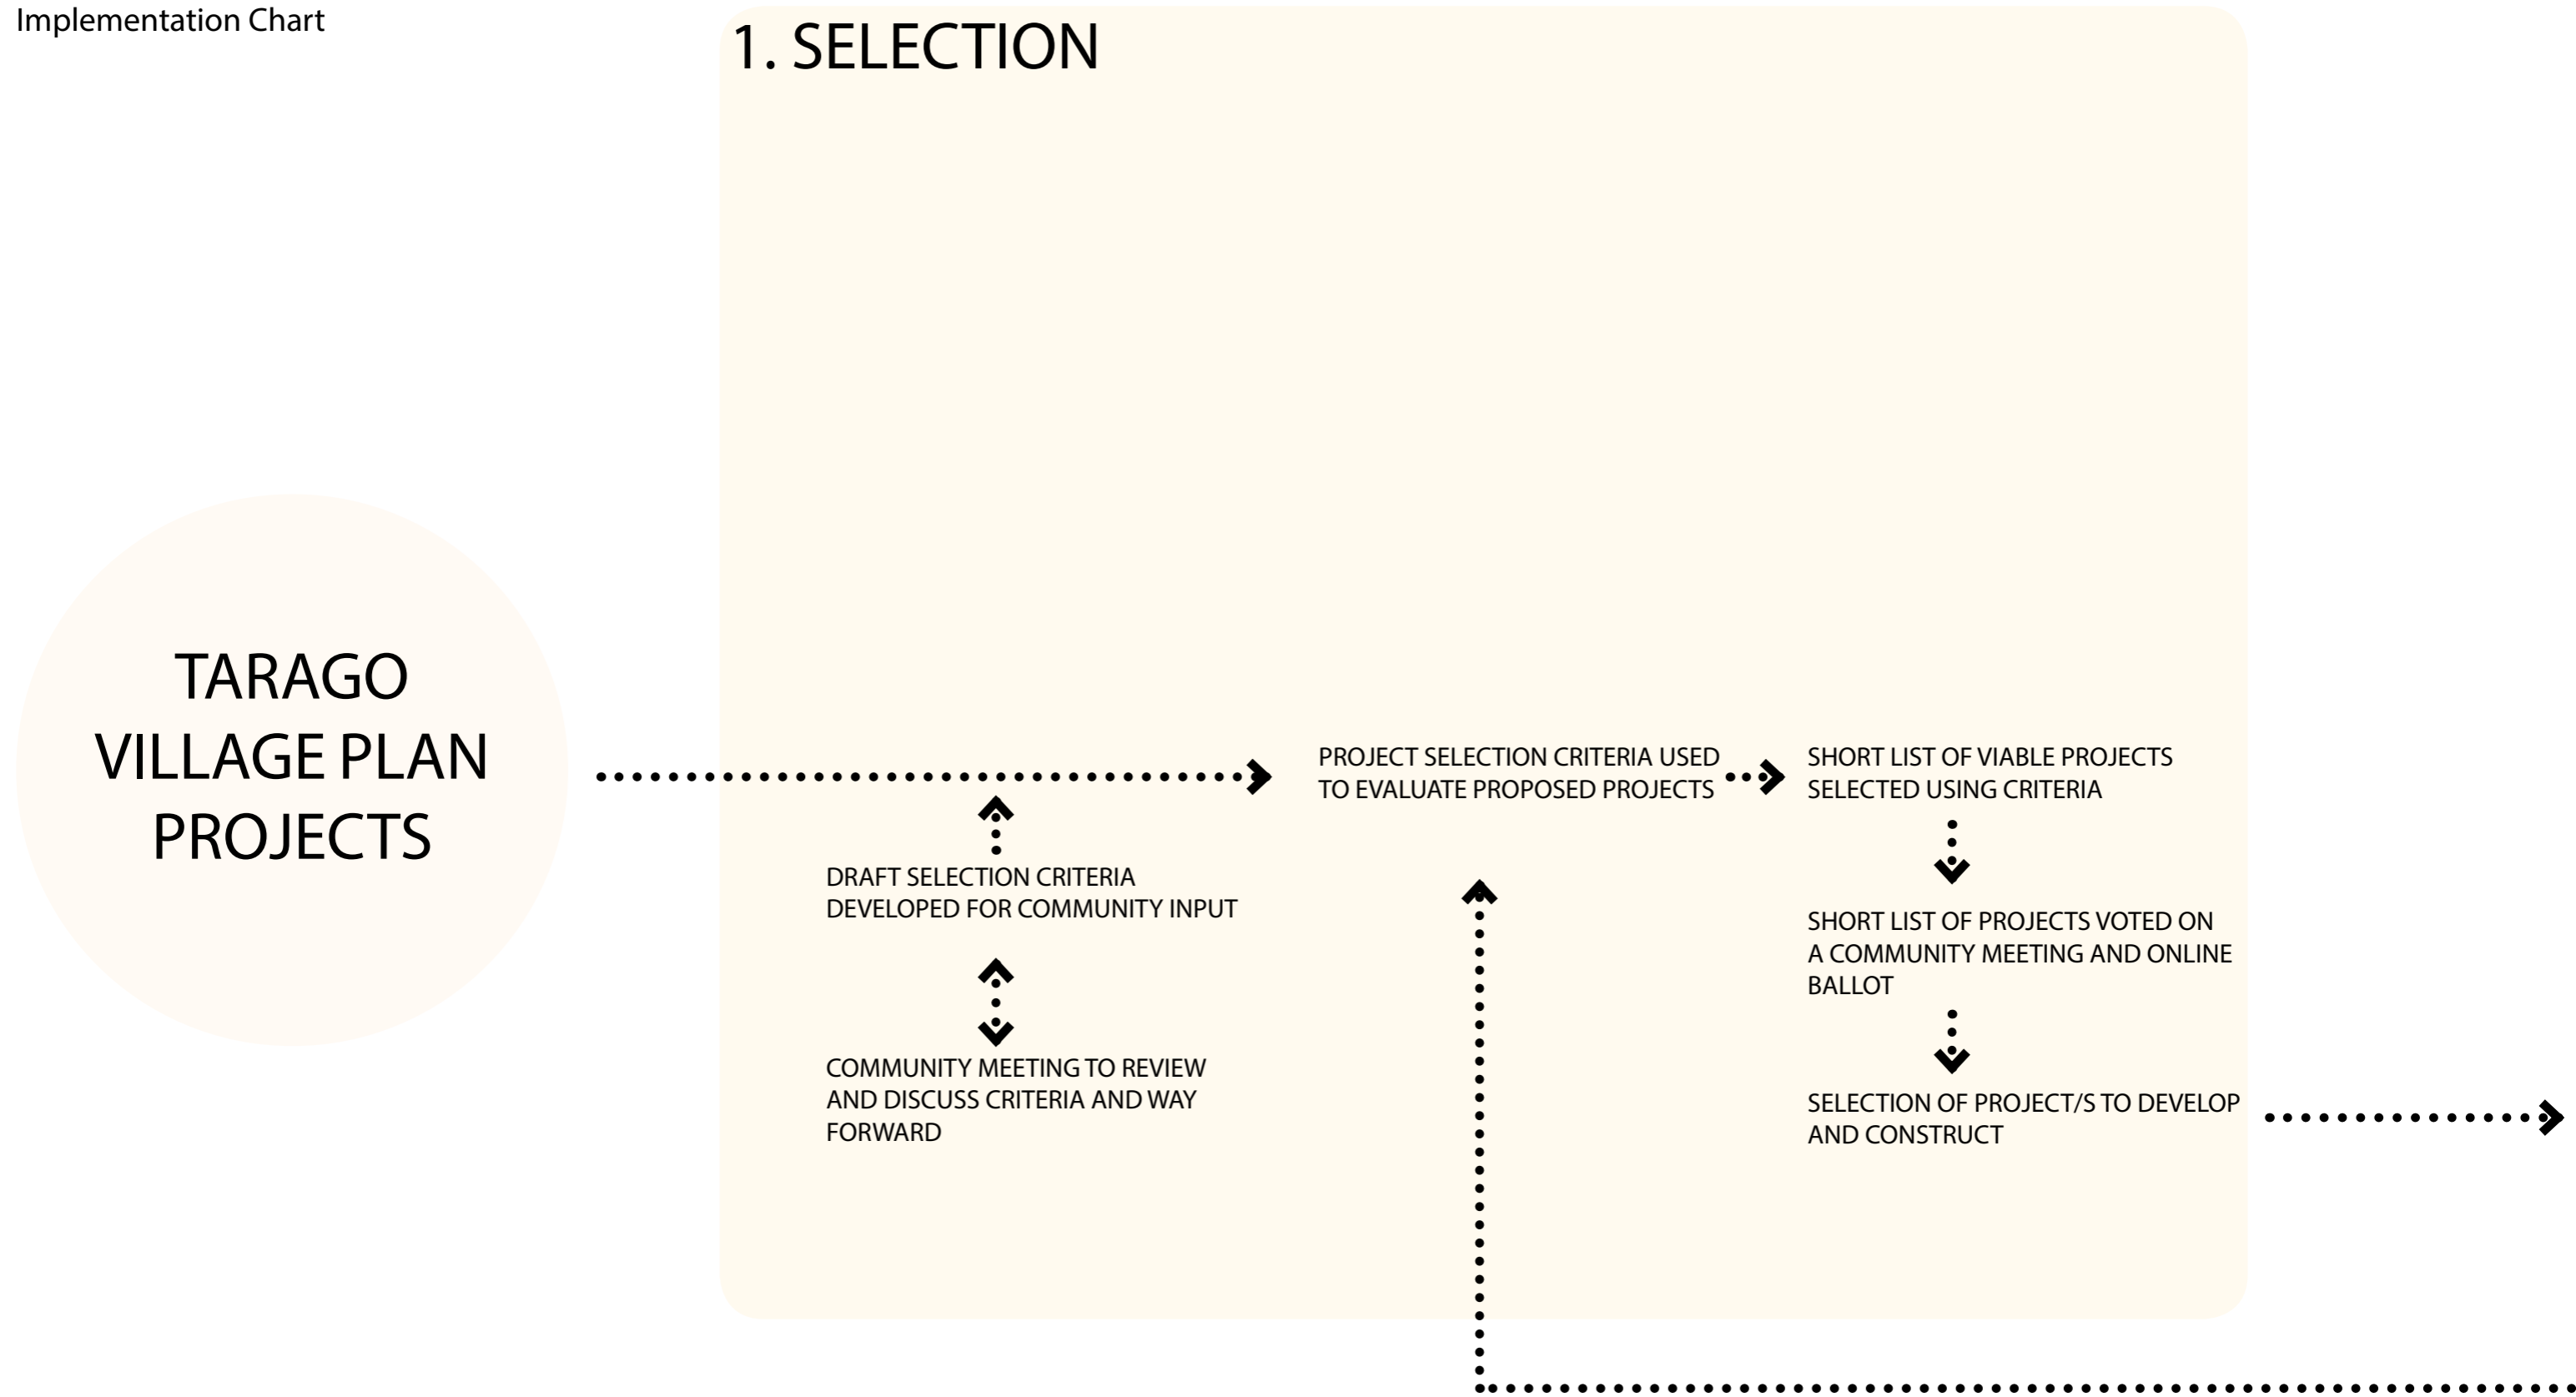 Implementation Chart
1. SELECTION
TARAGO
VILLAGE PLAN
PROJECTS
PROJECT SELECTION CRITERIA USED
TO EVALUATE PROPOSED PROJECTS
SHORT LIST OF VIABLE PROJECTS
SELECTED USING CRITERIA
DRAFT SELECTION CRITERIA
DEVELOPED FOR COMMUNITY INPUT
SHORT LIST OF PROJECTS VOTED ON
A COMMUNITY MEETING AND ONLINE
BALLOT
COMMUNITY MEETING TO REVIEW
AND DISCUSS CRITERIA AND WAY
FORWARD
SELECTION OF PROJECT/S TO DEVELOP
AND CONSTRUCT